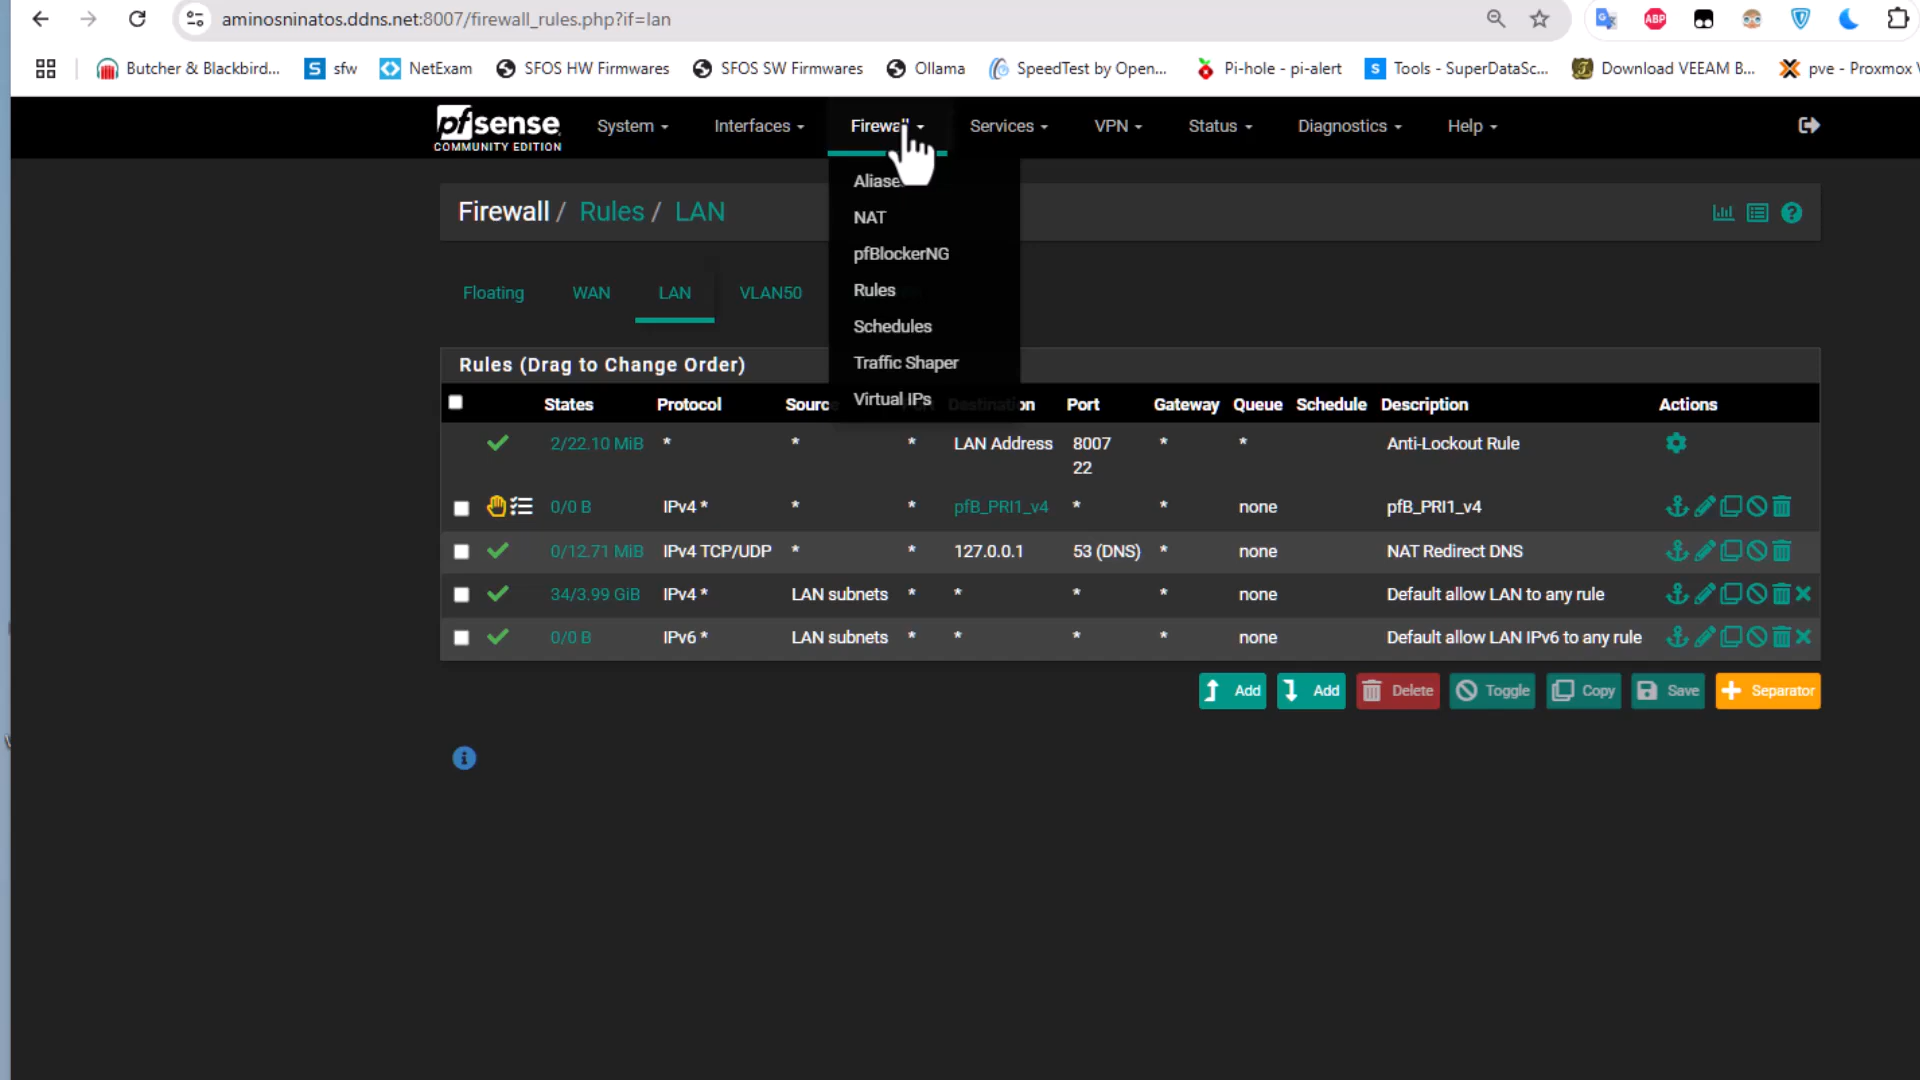 aminosninatos.ddns.net:8007/firewall_rules.php?if=lan
ABP
Butcher & Blackbird... S sfw NetExam SFOS HW Firmwares SFOS SW Firmwares Ollama SpeedTest by Open... Pi-hole - pi-alert S Tools - SuperDataSc... Download VEEAM B... pve - Proxmox
pfsense
COMMUNITY EDITION
System Interfaces Firewall Services VPN Status Diagnostics Help
Aliases
NAT
pfBlockerNG
Rules
Schedules
Traffic Shaper
Virtual IPs
Firewall / Rules / LAN
Floating WAN LAN VLAN50
Rules (Drag to Change Order)
States Protocol Source Port Destination Port Gateway Queue Schedule Description Actions
2/22.10 MiB * * * LAN Address 8007 * * Anti-Lockout Rule
22
0/0 B IPv4 * * * pfB_PRI1_v4 * * none pfB_PRI1_v4
0/12.71 MiB IPv4 TCP/UDP * * 127.0.0.1 53 (DNS) * none NAT Redirect DNS
34/3.99 GiB IPv4 * LAN subnets * * * * none Default allow LAN to any rule
0/0 B IPv6 * LAN subnets * * * * none Default allow LAN IPv6 to any rule
Add Add Delete Toggle Copy Save Separator